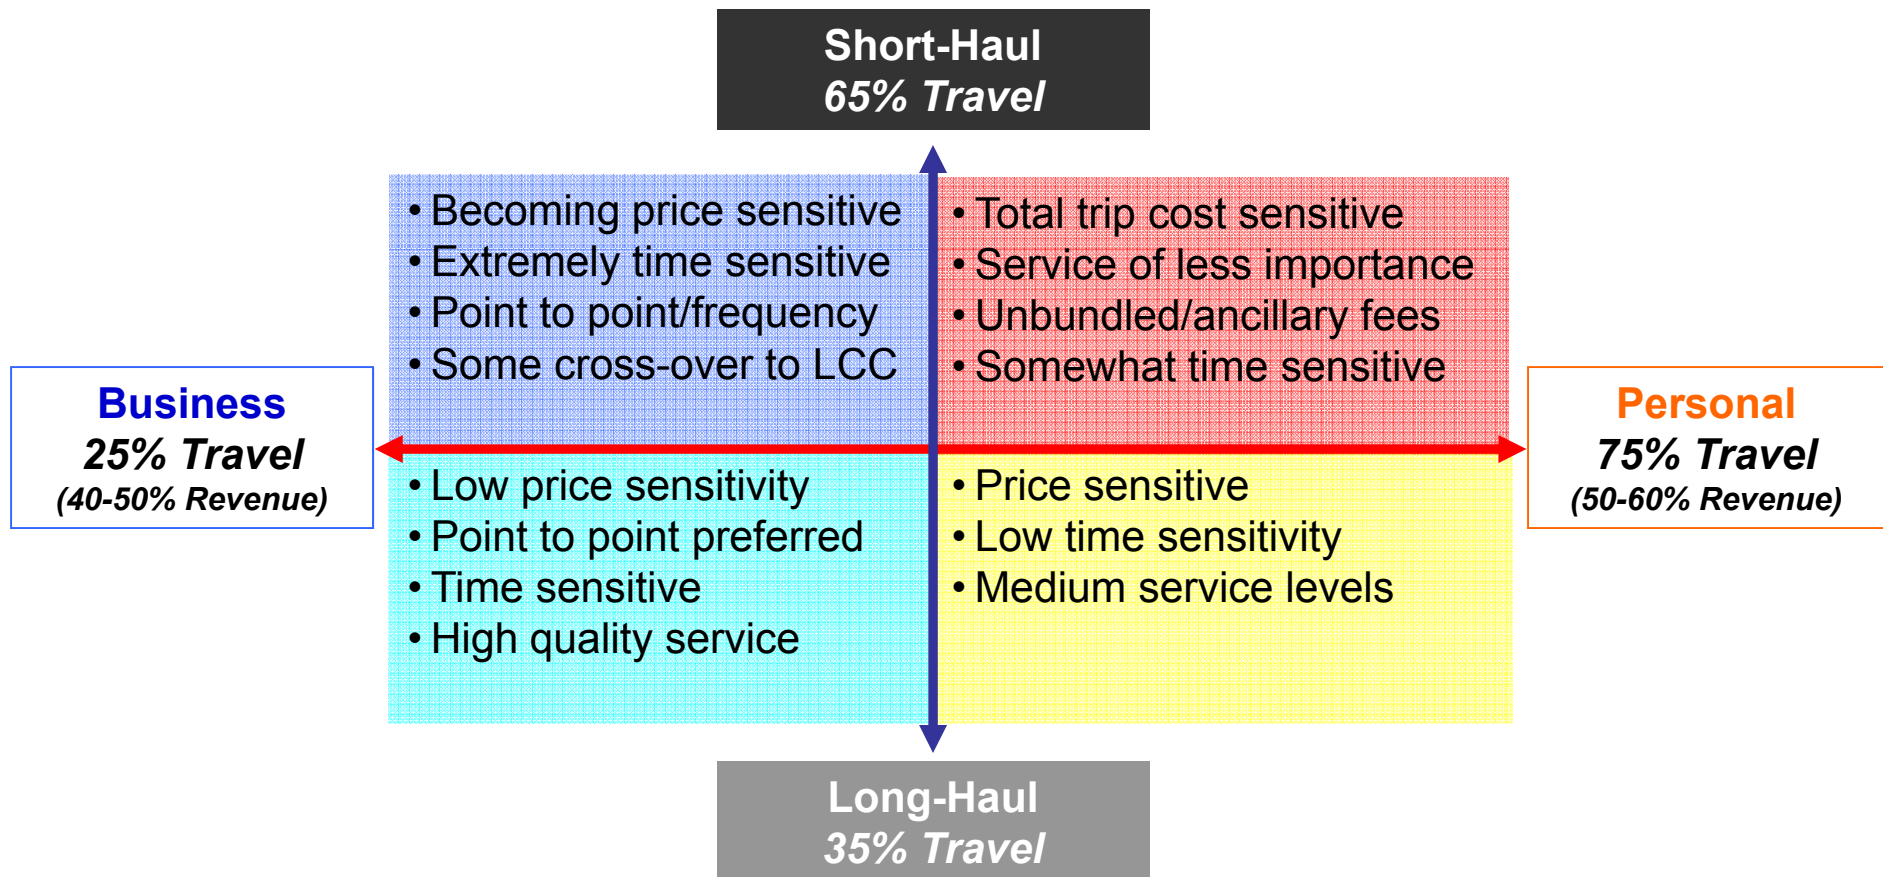 Short-Haul
65% Travel
• Becoming price sensitive
• Extremely time sensitive
• Point to point/frequency
• Some cross-over to LCC
• Total trip cost sensitive
• Service of less importance
• Unbundled/ancillary fees
• Somewhat time sensitive
Business
25% Travel
(40-50% Revenue)
Personal
75% Travel
(50-60% Revenue)
• Low price sensitivity
• Point to point preferred
• Time sensitive
• High quality service
• Price sensitive
• Low time sensitivity
• Medium service levels
Long-Haul
35% Travel